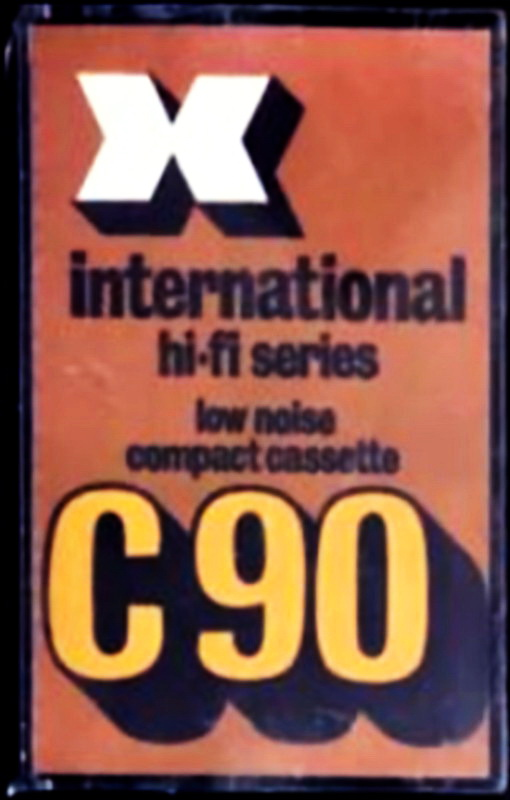 X
international
hi-fi series
low noise
compact cassette
C90